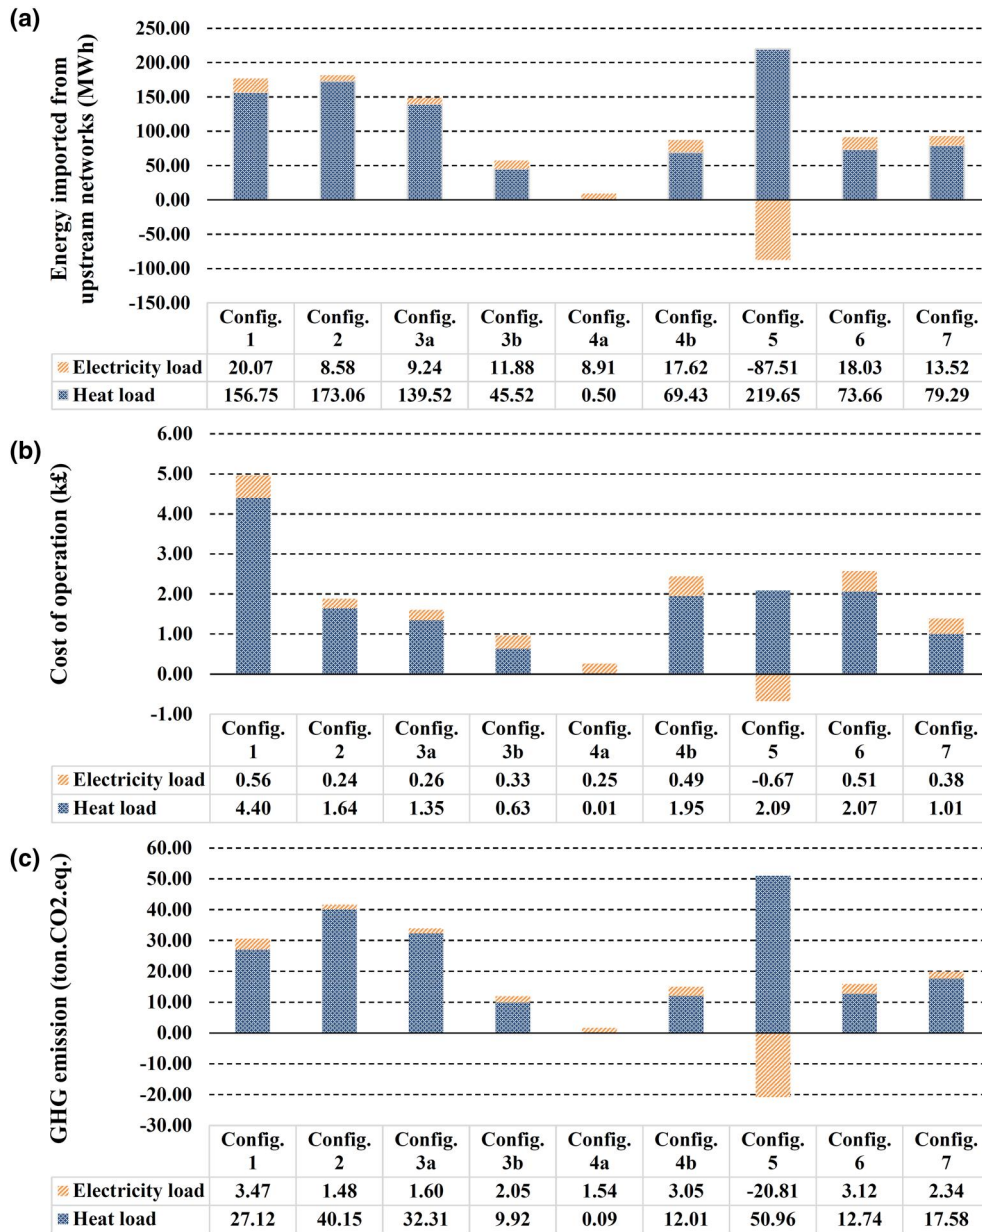 (a)
Energy imported from
upstream networks (MWh)
250.00
200.00
150.00
100.00
50.00
0.00
-50.00
-100.00
-150.00
Config. 1 Config. 2 Config. 3a Config. 3b Config. 4a Config. 4b Config. 5 Config. 6 Config. 7
Electricity load 20.07 8.58 9.24 11.88 8.91 17.62 -87.51 18.03 13.52
Heat load 156.75 173.06 139.52 45.52 0.50 69.43 219.65 73.66 79.29
(b)
Cost of operation (k£)
6.00
5.00
4.00
3.00
2.00
1.00
0.00
-1.00
Config. 1 Config. 2 Config. 3a Config. 3b Config. 4a Config. 4b Config. 5 Config. 6 Config. 7
Electricity load 0.56 0.24 0.26 0.33 0.25 0.49 -0.67 0.51 0.38
Heat load 4.40 1.64 1.35 0.63 0.01 1.95 2.09 2.07 1.01
(c)
GHG emission (ton.CO2.eq.)
60.00
50.00
40.00
30.00
20.00
10.00
0.00
-10.00
-20.00
-30.00
Config. 1 Config. 2 Config. 3a Config. 3b Config. 4a Config. 4b Config. 5 Config. 6 Config. 7
Electricity load 3.47 1.48 1.60 2.05 1.54 3.05 -20.81 3.12 2.34
Heat load 27.12 40.15 32.31 9.92 0.09 12.01 50.96 12.74 17.58